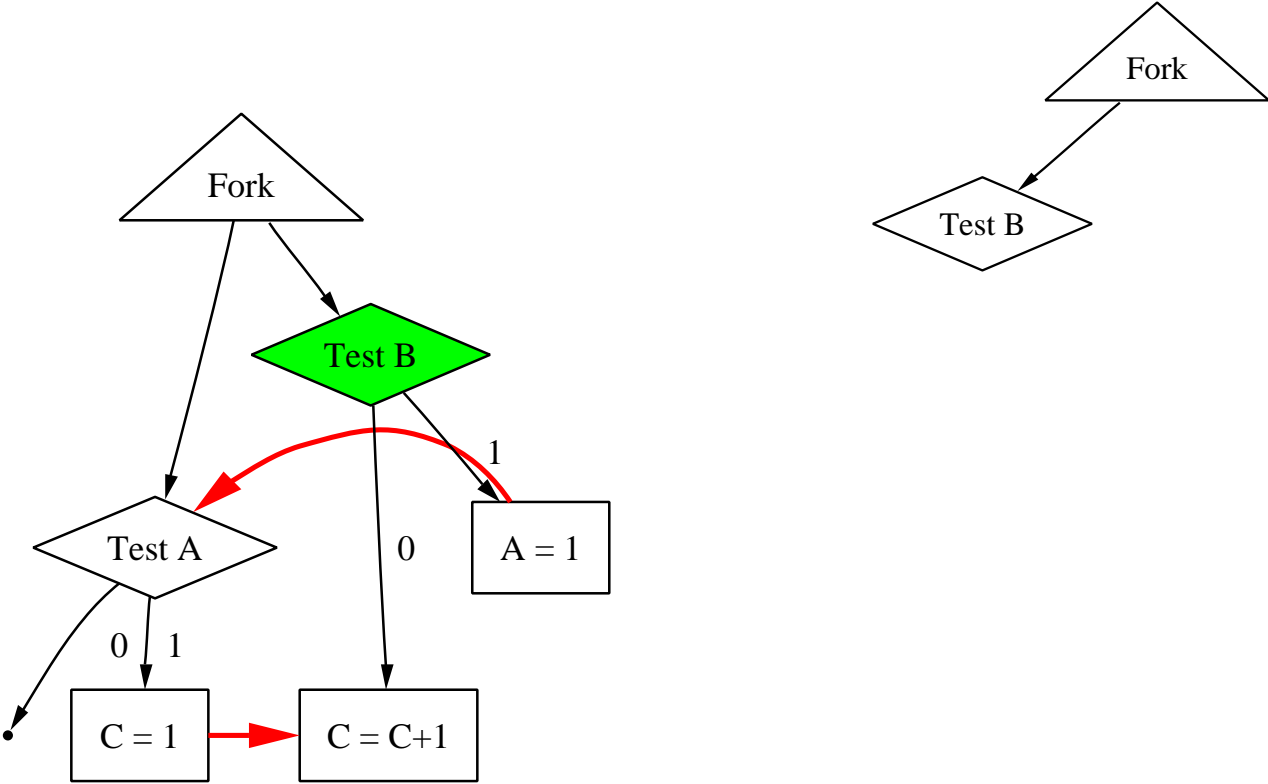 Fork
Fork
Test B
Test B
1
Test A
0
A = 1
0
1
C = 1
C = C+1